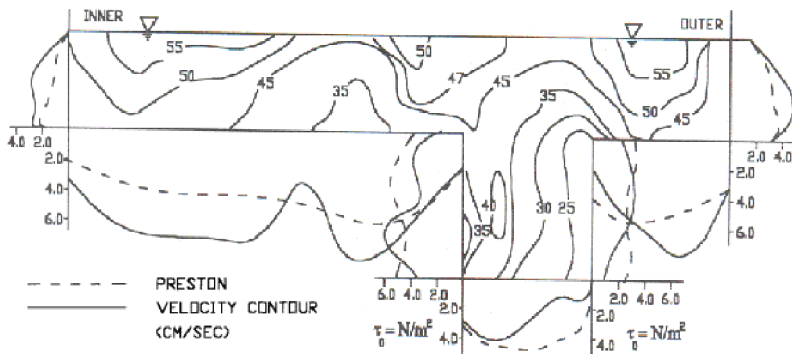 INNER OUTER
55 50 55
50 45 47 45 50
35 35 45
4.0 2.0 2.0 4.0
2.0 2.0
4.0 40 30 25 4.0
6.0 35 6.0
PRESTON
VELOCITY CONTOUR
(CM/SEC)
6.0 4.0 2.0 2.0 4.0 6.0
2.0 2.0
τ₀ = N/m² 4.0 4.0 τ₀ = N/m²